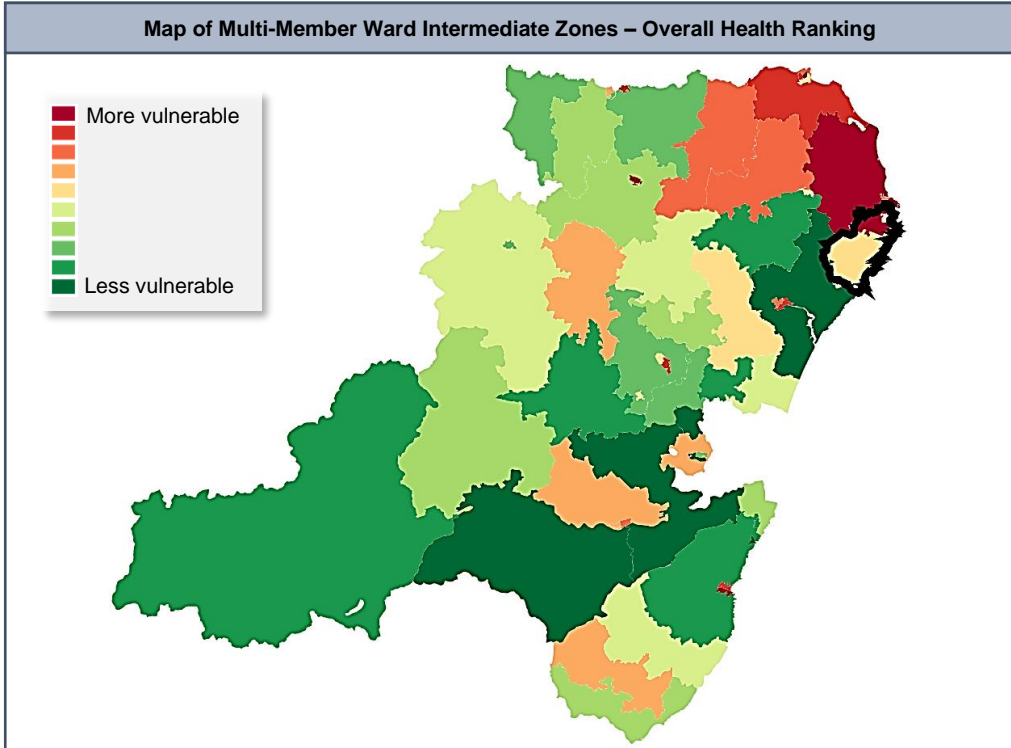 Map of Multi-Member Ward Intermediate Zones – Overall Health Ranking
More vulnerable
Less vulnerable